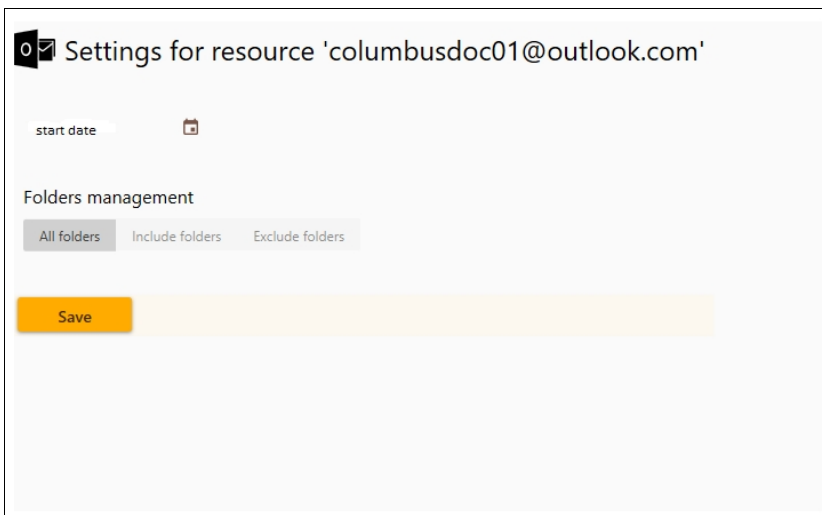 Settings for resource 'columbusdoc01@outlook.com'
start date
Folders management
All folders Include folders Exclude folders
Save